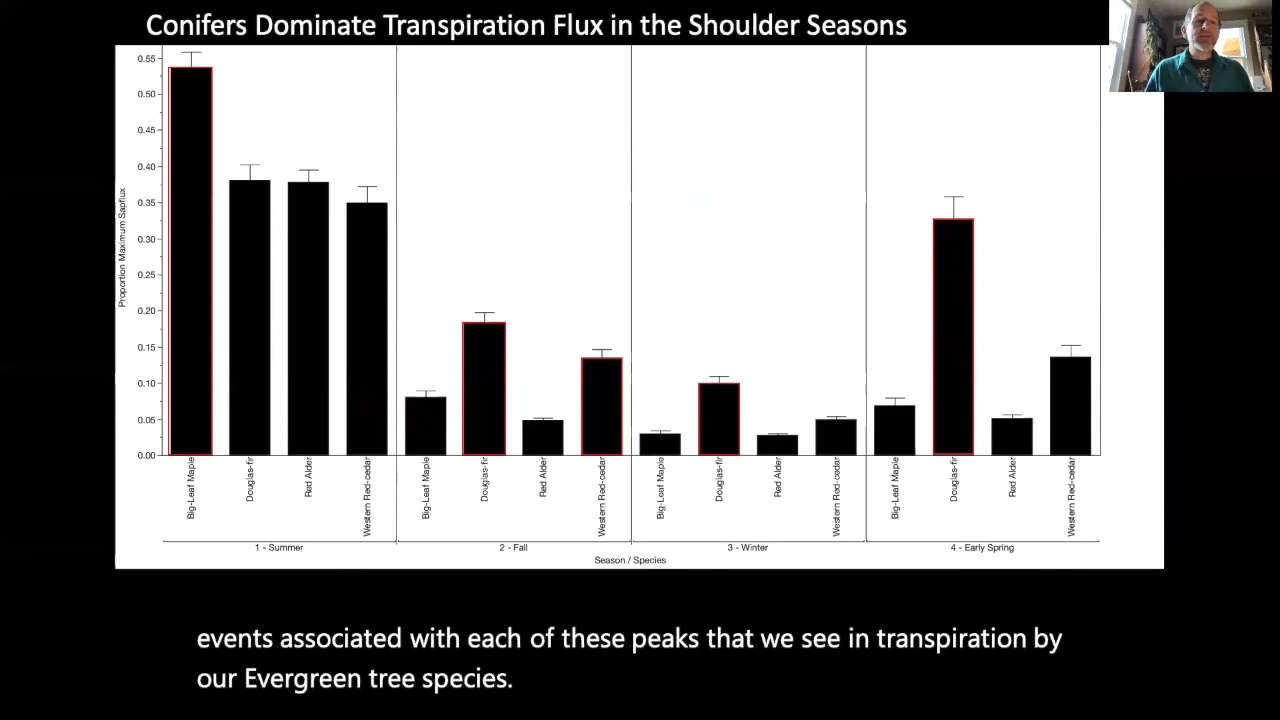 Conifers Dominate Transpiration Flux in the Shoulder Seasons
0.55
0.50
0.45
0.40
0.35
0.30
0.25
0.20
0.15
0.10
0.05
0.00
Proportion Maximum Sapflux
Big-Leaf Maple
Douglas-fir
Red Alder
Western Red-cedar
Big-Leaf Maple
Douglas-fir
Red Alder
Western Red-cedar
Big-Leaf Maple
Douglas-fir
Red Alder
Western Red-cedar
Big-Leaf Maple
Douglas-fir
Red Alder
Western Red-cedar
1 - Summer
2 - Fall
3 - Winter
4 - Early Spring
Season / Species
events associated with each of these peaks that we see in transpiration by
our Evergreen tree species.